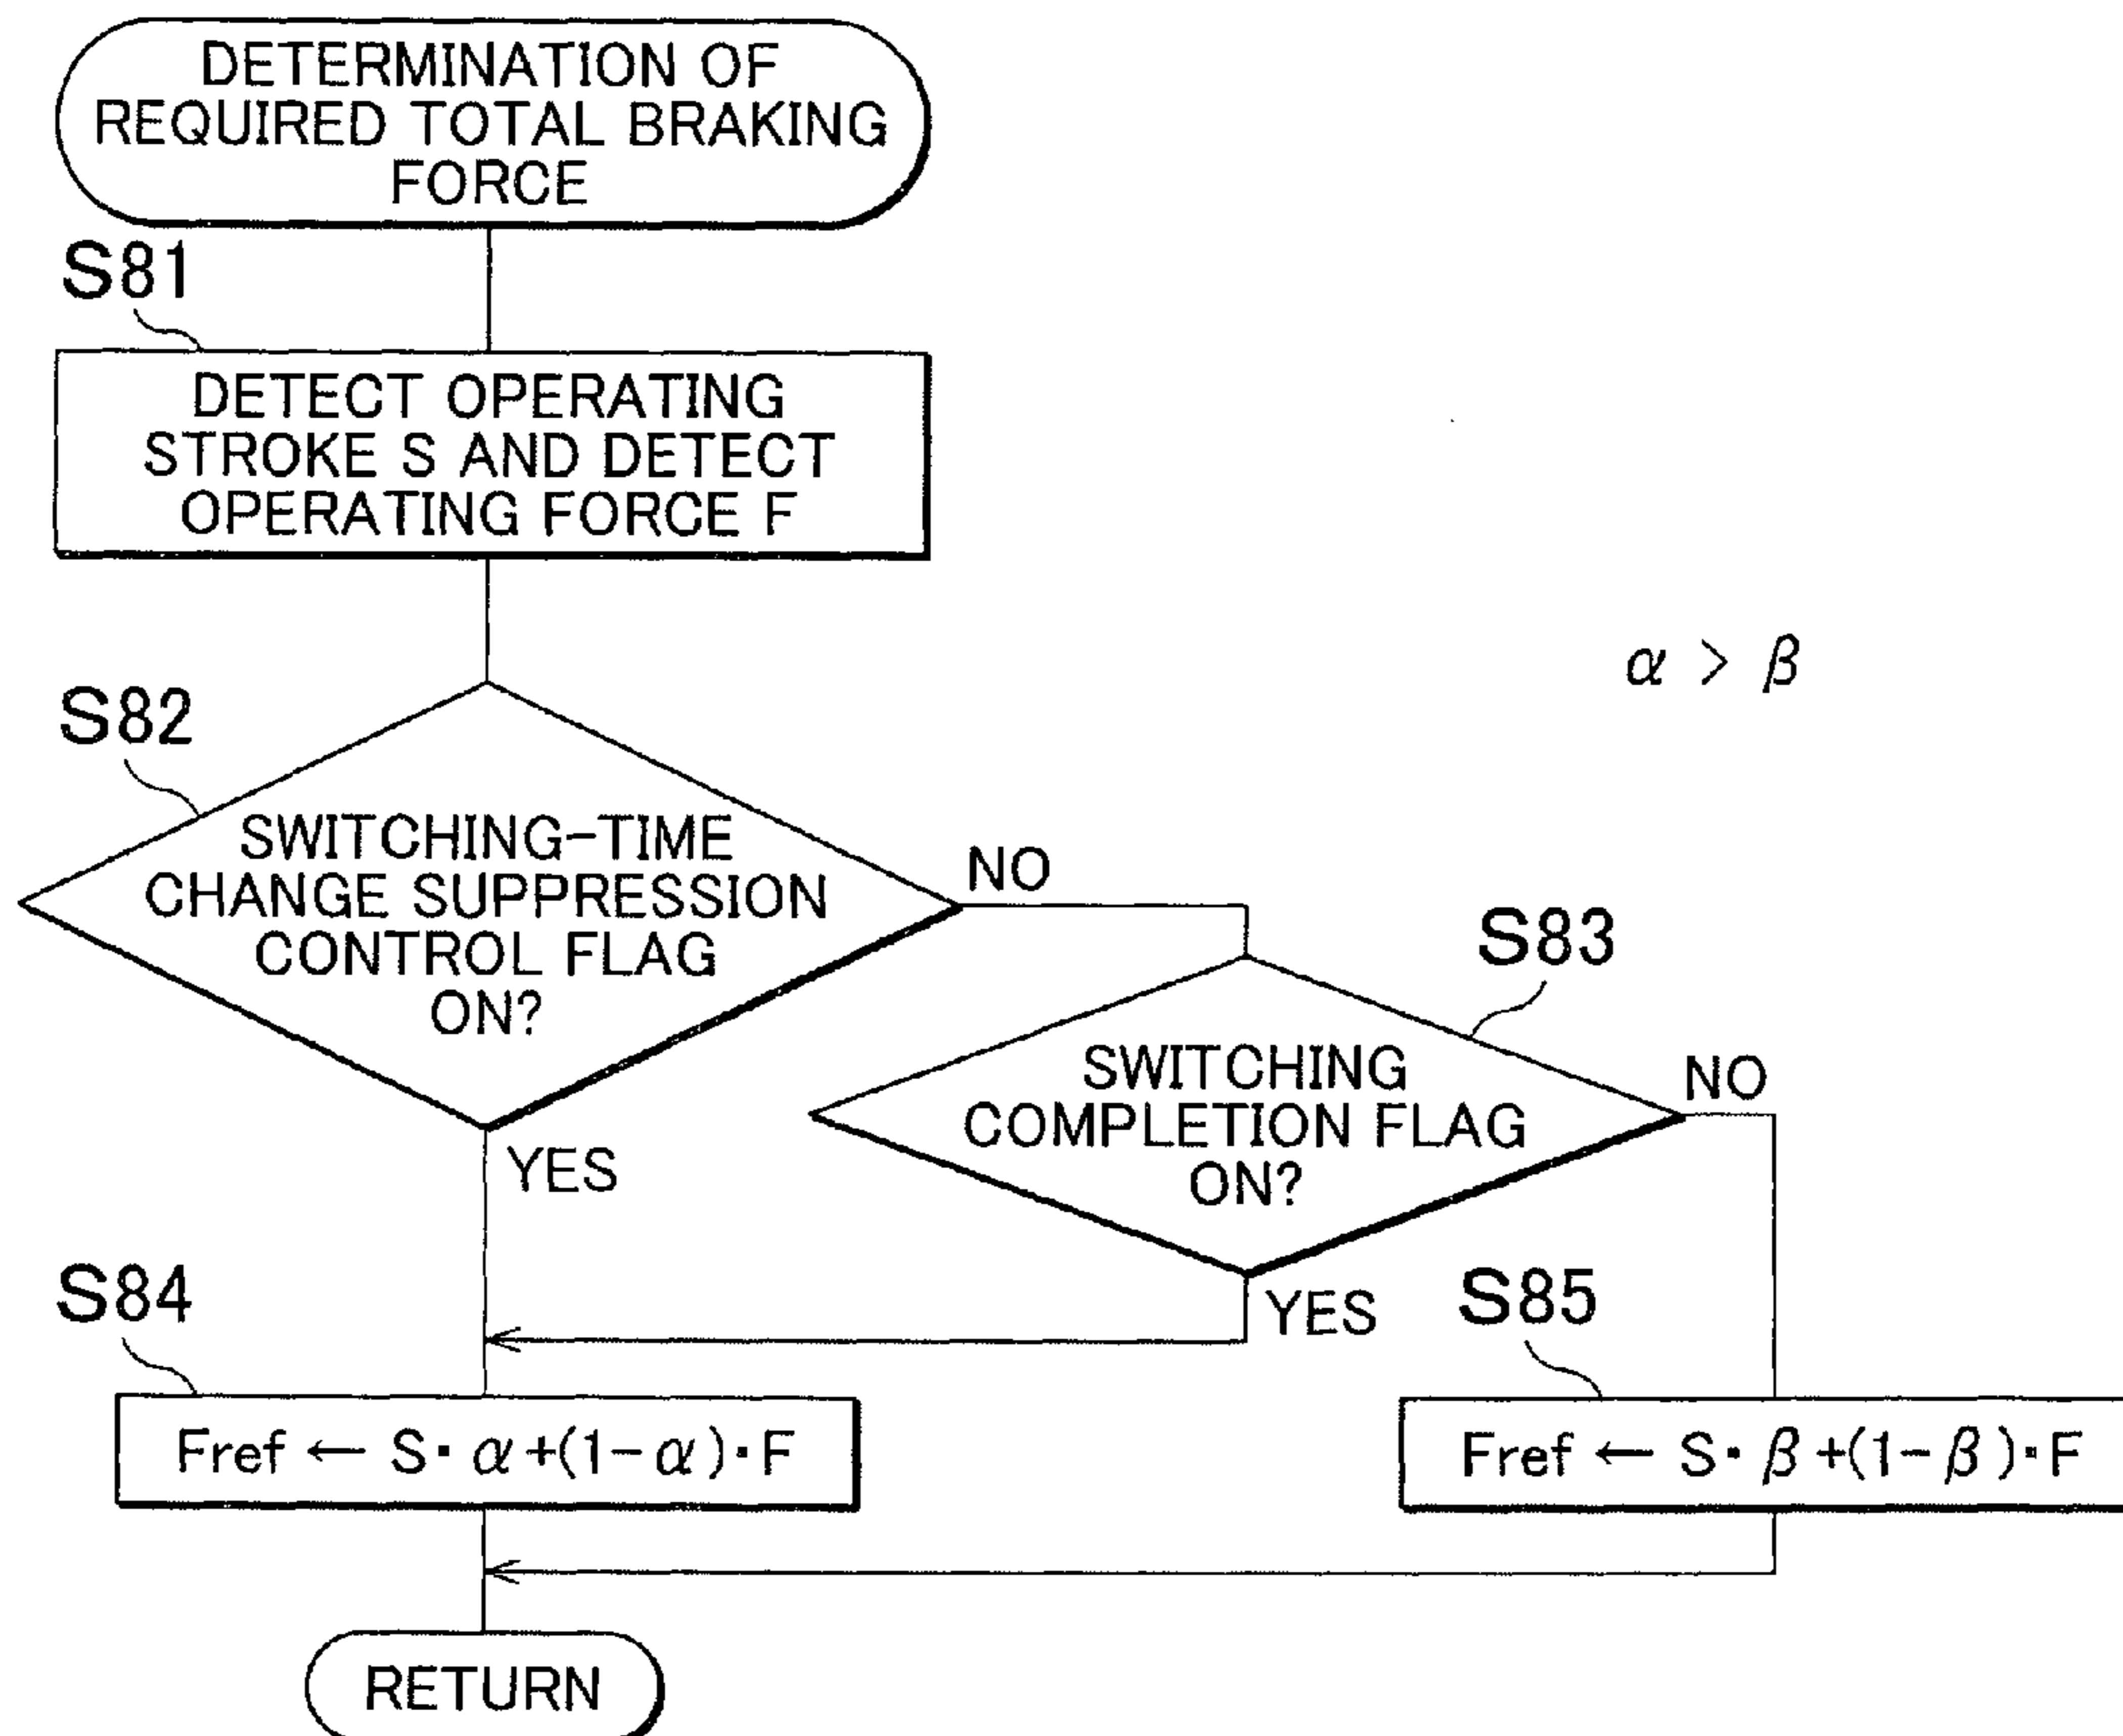 DETERMINATION OF
REQUIRED TOTAL BRAKING
FORCE
S81
DETECT OPERATING
STROKE S AND DETECT
OPERATING FORCE F
α > β
S82
SWITCHING-TIME
CHANGE SUPPRESSION
CONTROL FLAG
ON?
NO
YES
S83
SWITCHING
COMPLETION FLAG
ON?
NO
YES
S84
Fref ← S・α+(1-α)・F
S85
Fref ← S・β+(1-β)・F
RETURN